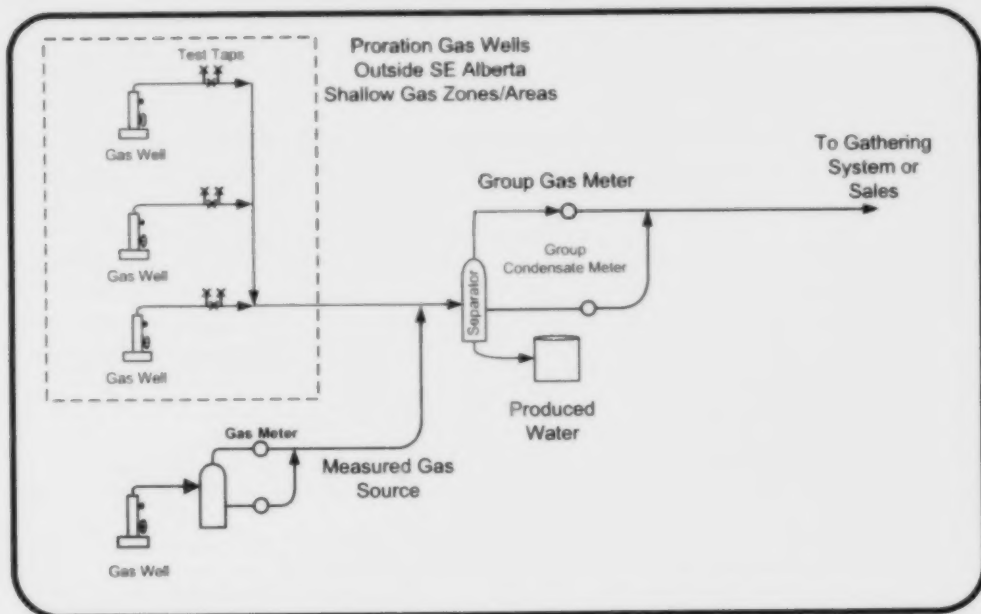 Test Taps
Proration Gas Wells
Outside SE Alberta
Shallow Gas Zones/Areas
Gas Well
Gas Well
Gas Well
To Gathering
System or
Sales
Group Gas Meter
Group
Condensate Meter
Separator
Produced
Water
Gas Meter
Measured Gas
Source
Gas Well